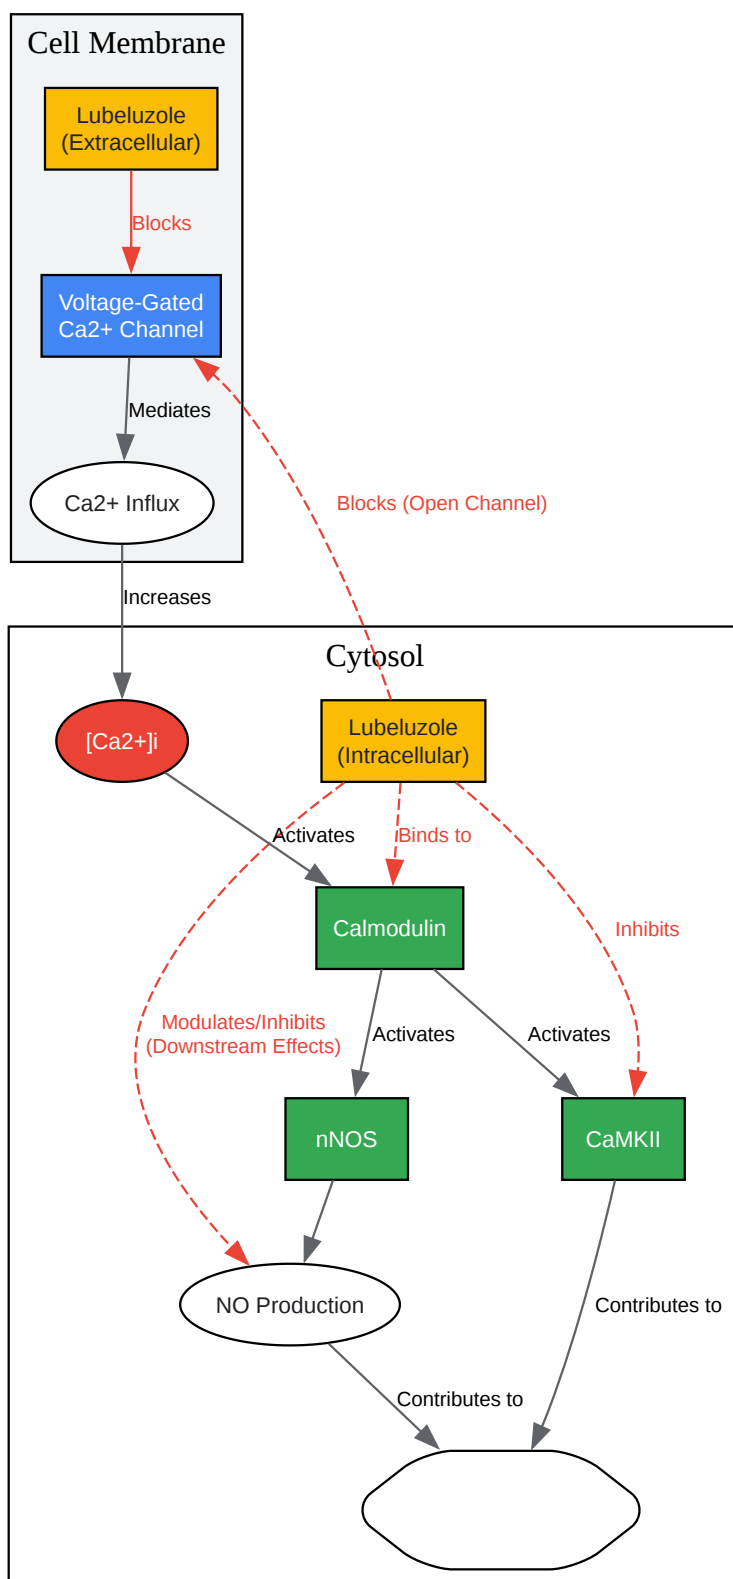 Cell Membrane
Lubeluzole
(Extracellular)
Blocks
Voltage-Gated
Ca2+ Channel
Mediates
Ca2+ Influx
Blocks (Open Channel)
Increases
Cytosol
[Ca2+]i
Lubeluzole
(Intracellular)
Activates
Binds to
Calmodulin
Inhibits
Modulates/Inhibits
(Downstream Effects)
Activates
Activates
nNOS
CaMKII
NO Production
Contributes to
Contributes to